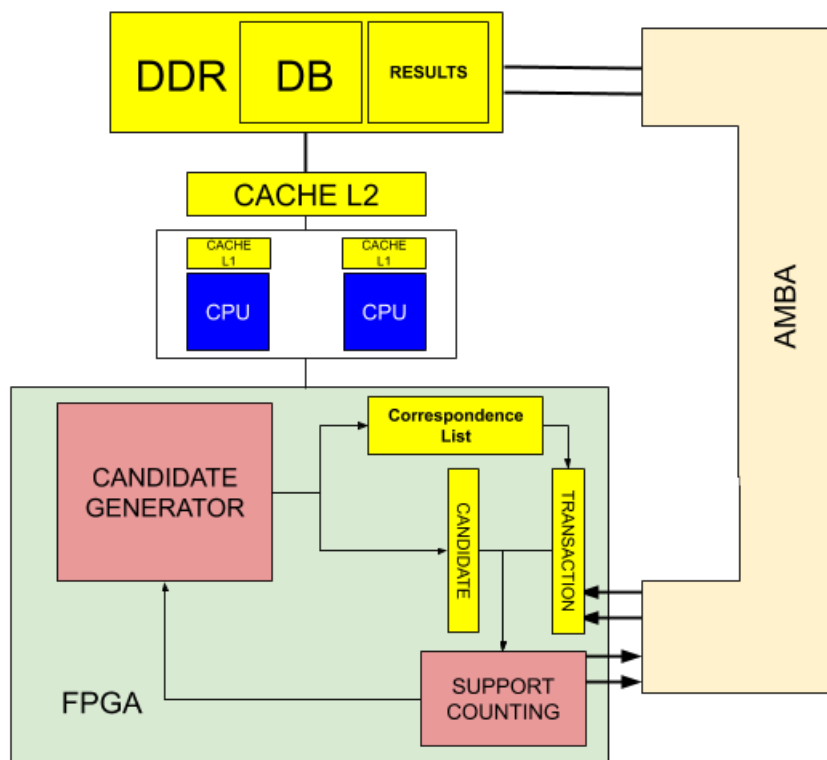 DDR
DB
RESULTS
CACHE L2
CACHE
L1
CACHE
L1
CPU
CPU
AMBA
Correspondence
List
CANDIDATE
GENERATOR
CANDIDATE
TRANSACTION
SUPPORT
COUNTING
FPGA